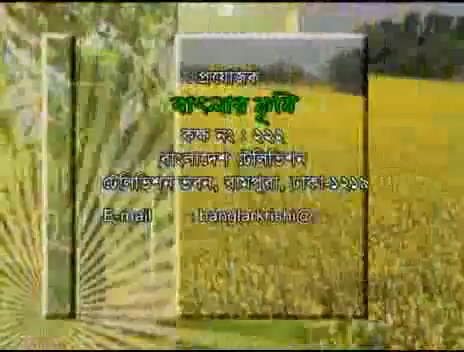 : প্রযোজক
বাংলার কৃষি
কক্ষ নং : ২২২
বাংলাদেশ টেলিভিশন
টেলিভিশন ভবন, রামপুরা, ঢাকা-১২১৯
E-mail : banglarkrishi@